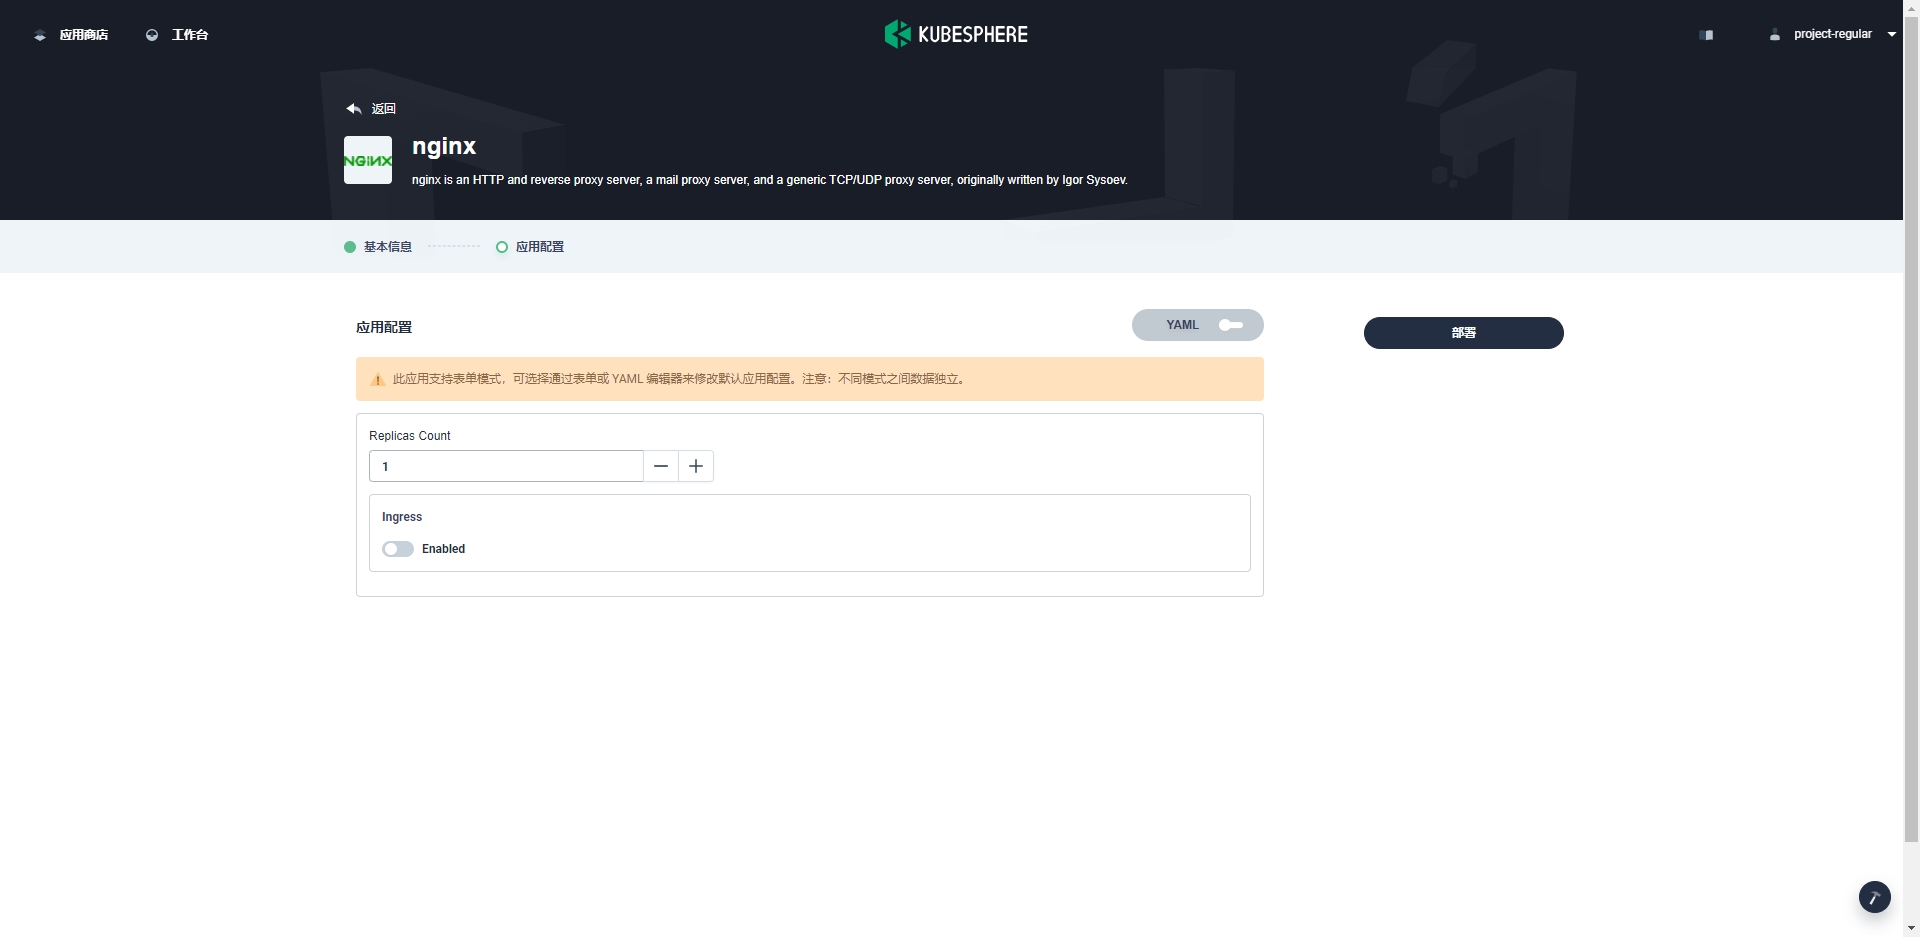 应用商店
工作台
KUBESPHERE
project-regular
返回
NGINX
nginx
nginx is an HTTP and reverse proxy server, a mail proxy server, and a generic TCP/UDP proxy server, originally written by Igor Sysoev.
基本信息
应用配置
应用配置
YAML
部署
此应用支持表单模式，可选择通过表单或 YAML 编辑器来修改默认应用配置。注意：不同模式之间数据独立。
Replicas Count
1
Ingress
Enabled